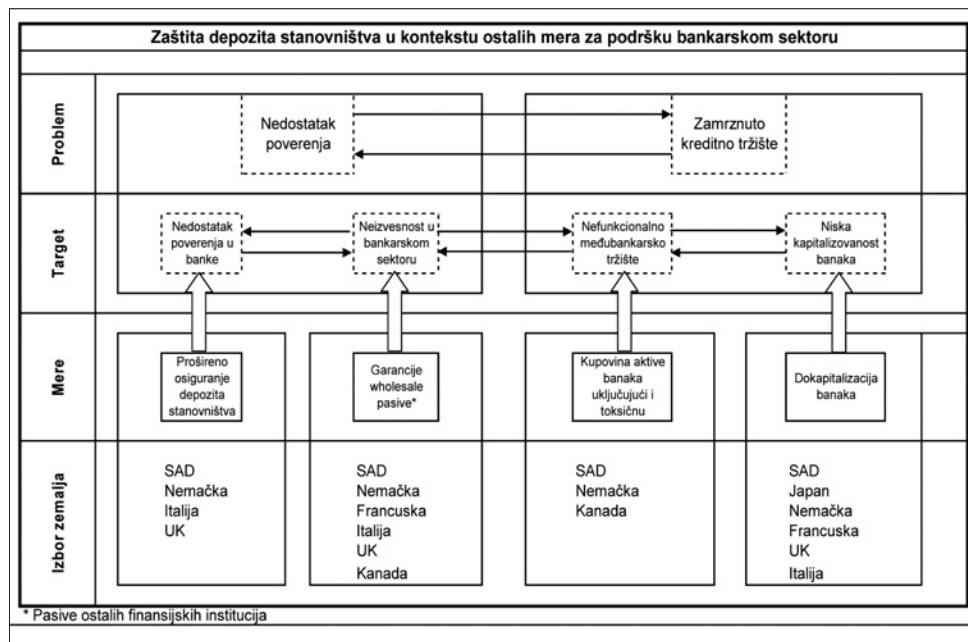 Zaštita depozita stanovništva u kontekstu ostalih mera za podršku bankarskom sektoru
Problem
Nedostatak
poverenja
Zamrznuto
kreditno tržište
Target
Nedostatak
poverenja u
banke
Neizvesnost u
bankarskom
sektoru
Nefunkcionalno
međubankarsko
tržište
Niska
kapitalizovanost
banaka
Mere
Prošireno
osiguranje
depozita
stanovništva
Garancije
wholesale
pasive*
Kupovina aktive
banaka
uključujući i
toksičnu
Dokapitalizacija
banaka
Izbor zemalja
SAD
Nemačka
Italija
UK
SAD
Nemačka
Francuska
Italija
UK
Kanada
SAD
Nemačka
Kanada
SAD
Japan
Nemačka
Francuska
UK
Italija
* Pasive ostalih finansijskih institucija